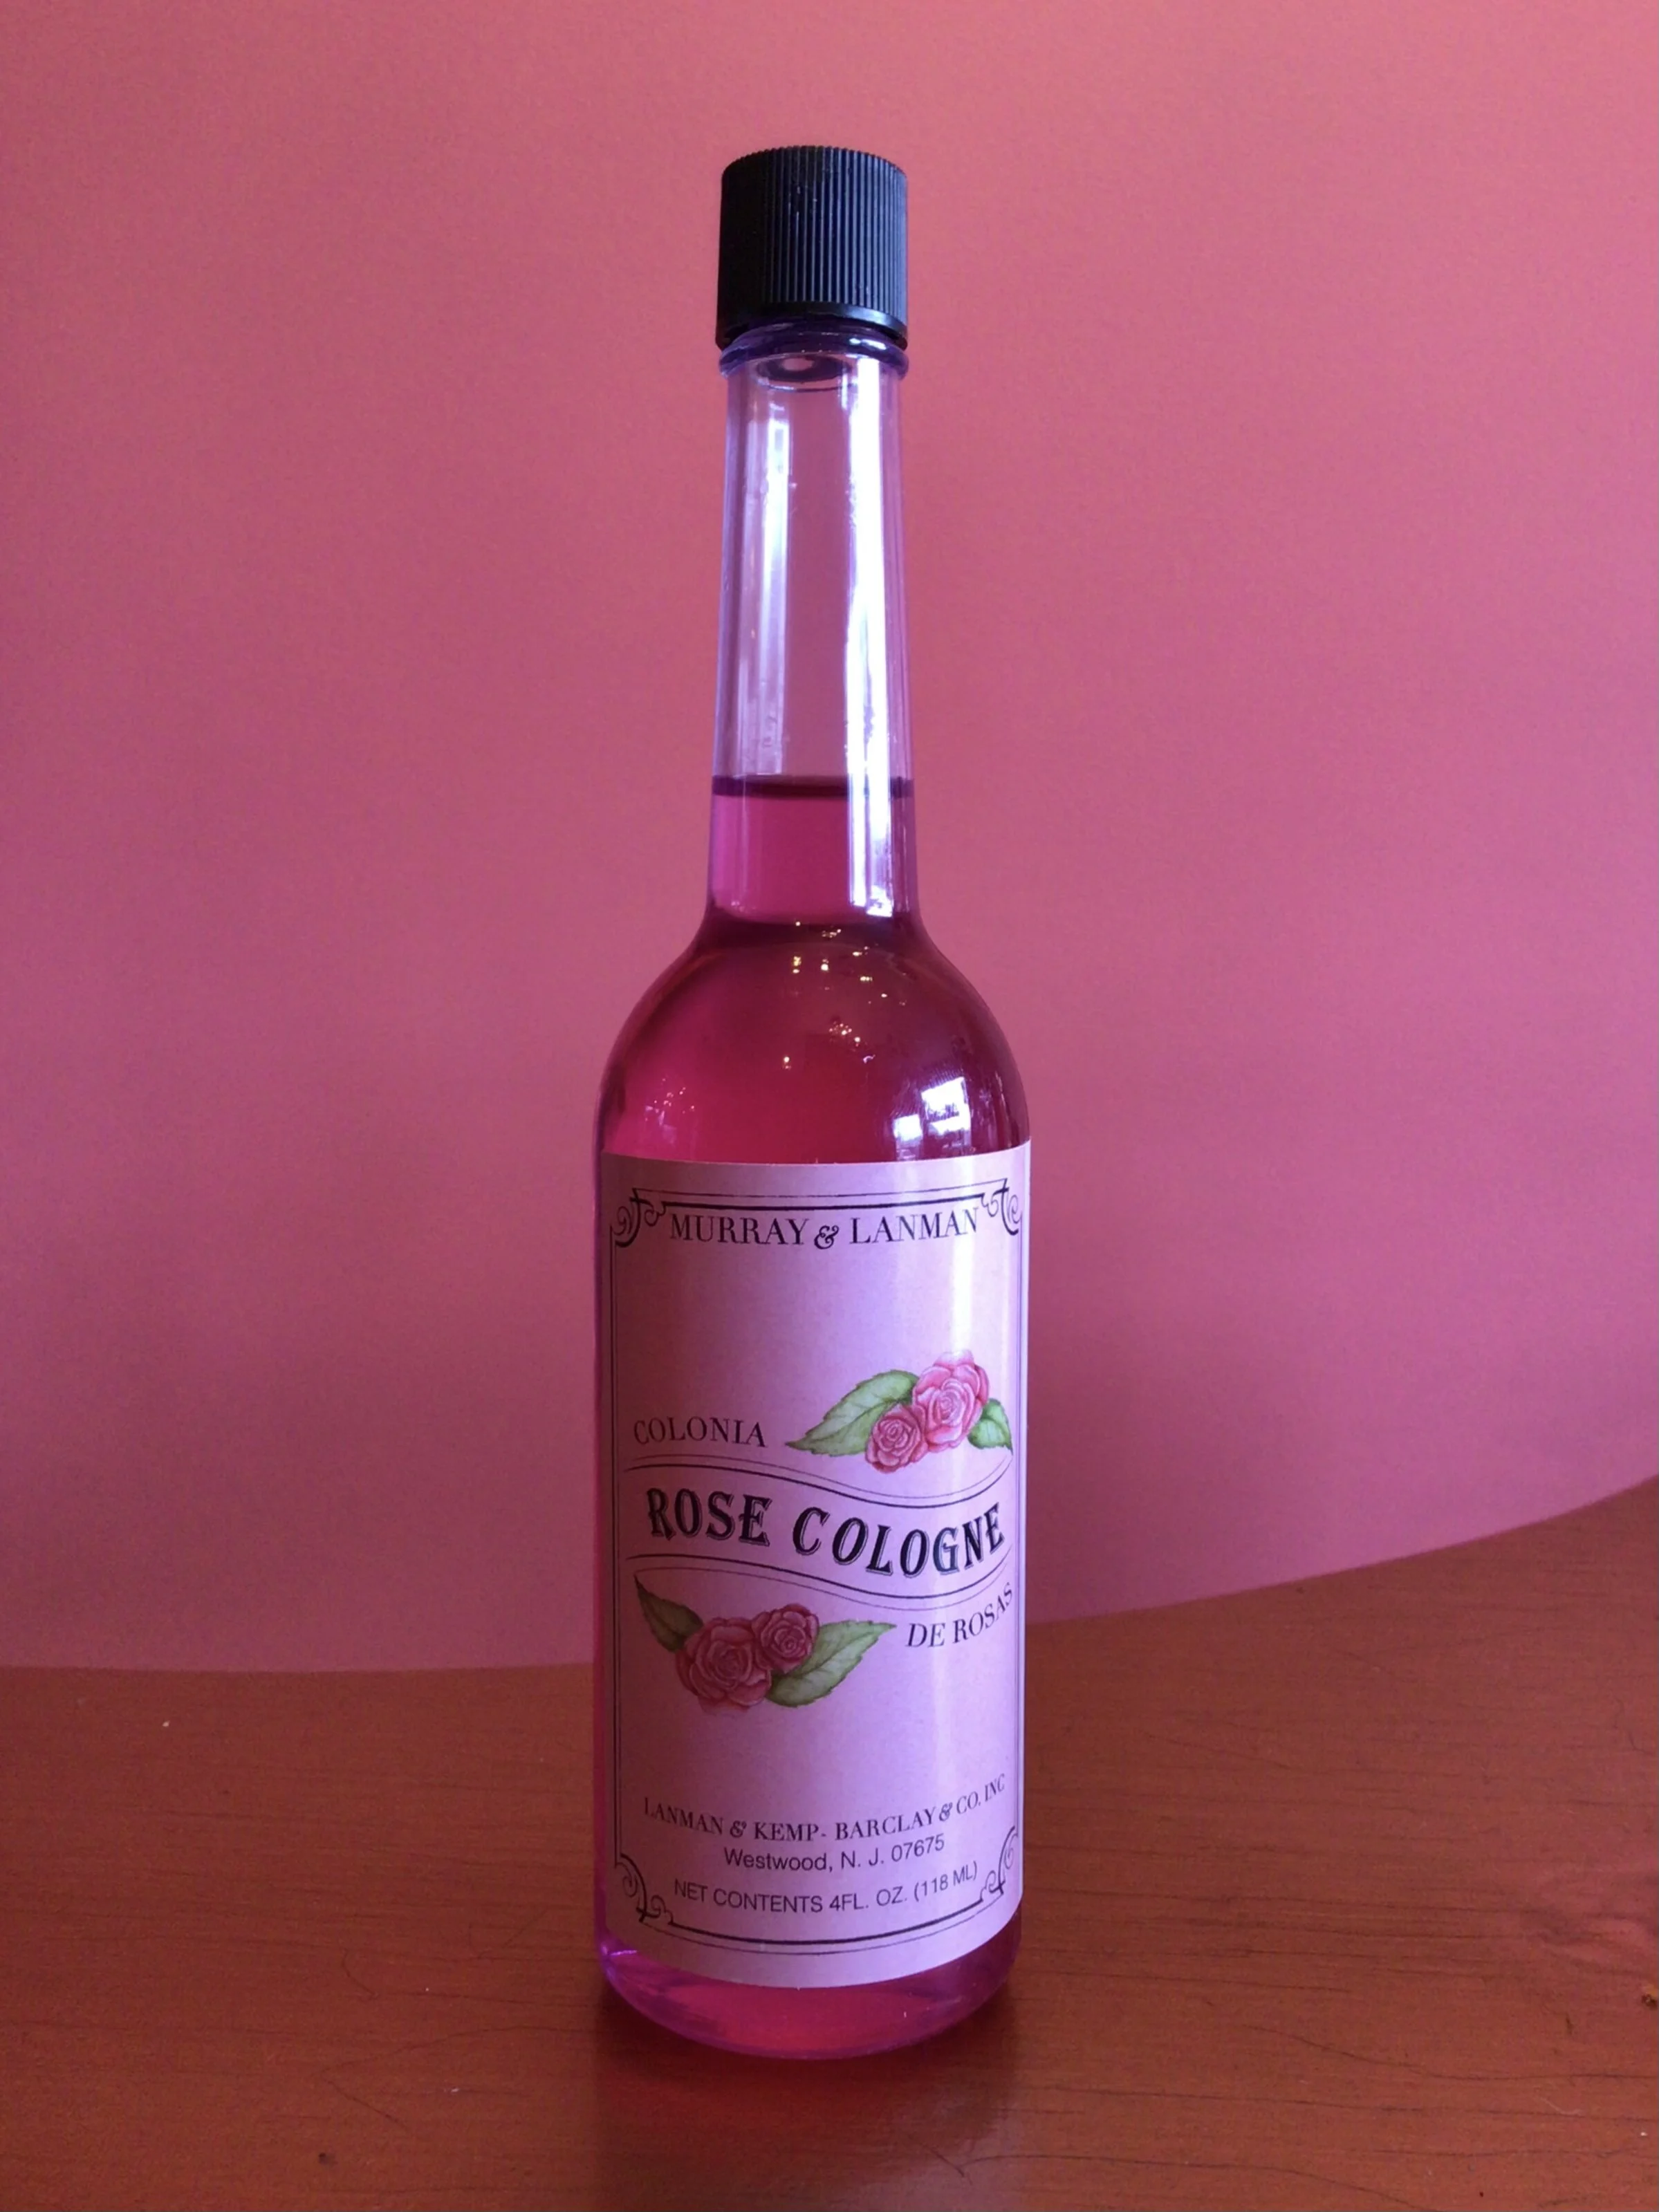 MURRAY & LANMAN
COLONIA
ROSE COLOGNE
DE ROSAS
LANMAN & KEMP- BARCLAY & CO. INC
Westwood, N. J. 07675
NET CONTENTS 4FL. OZ. (118 ML)